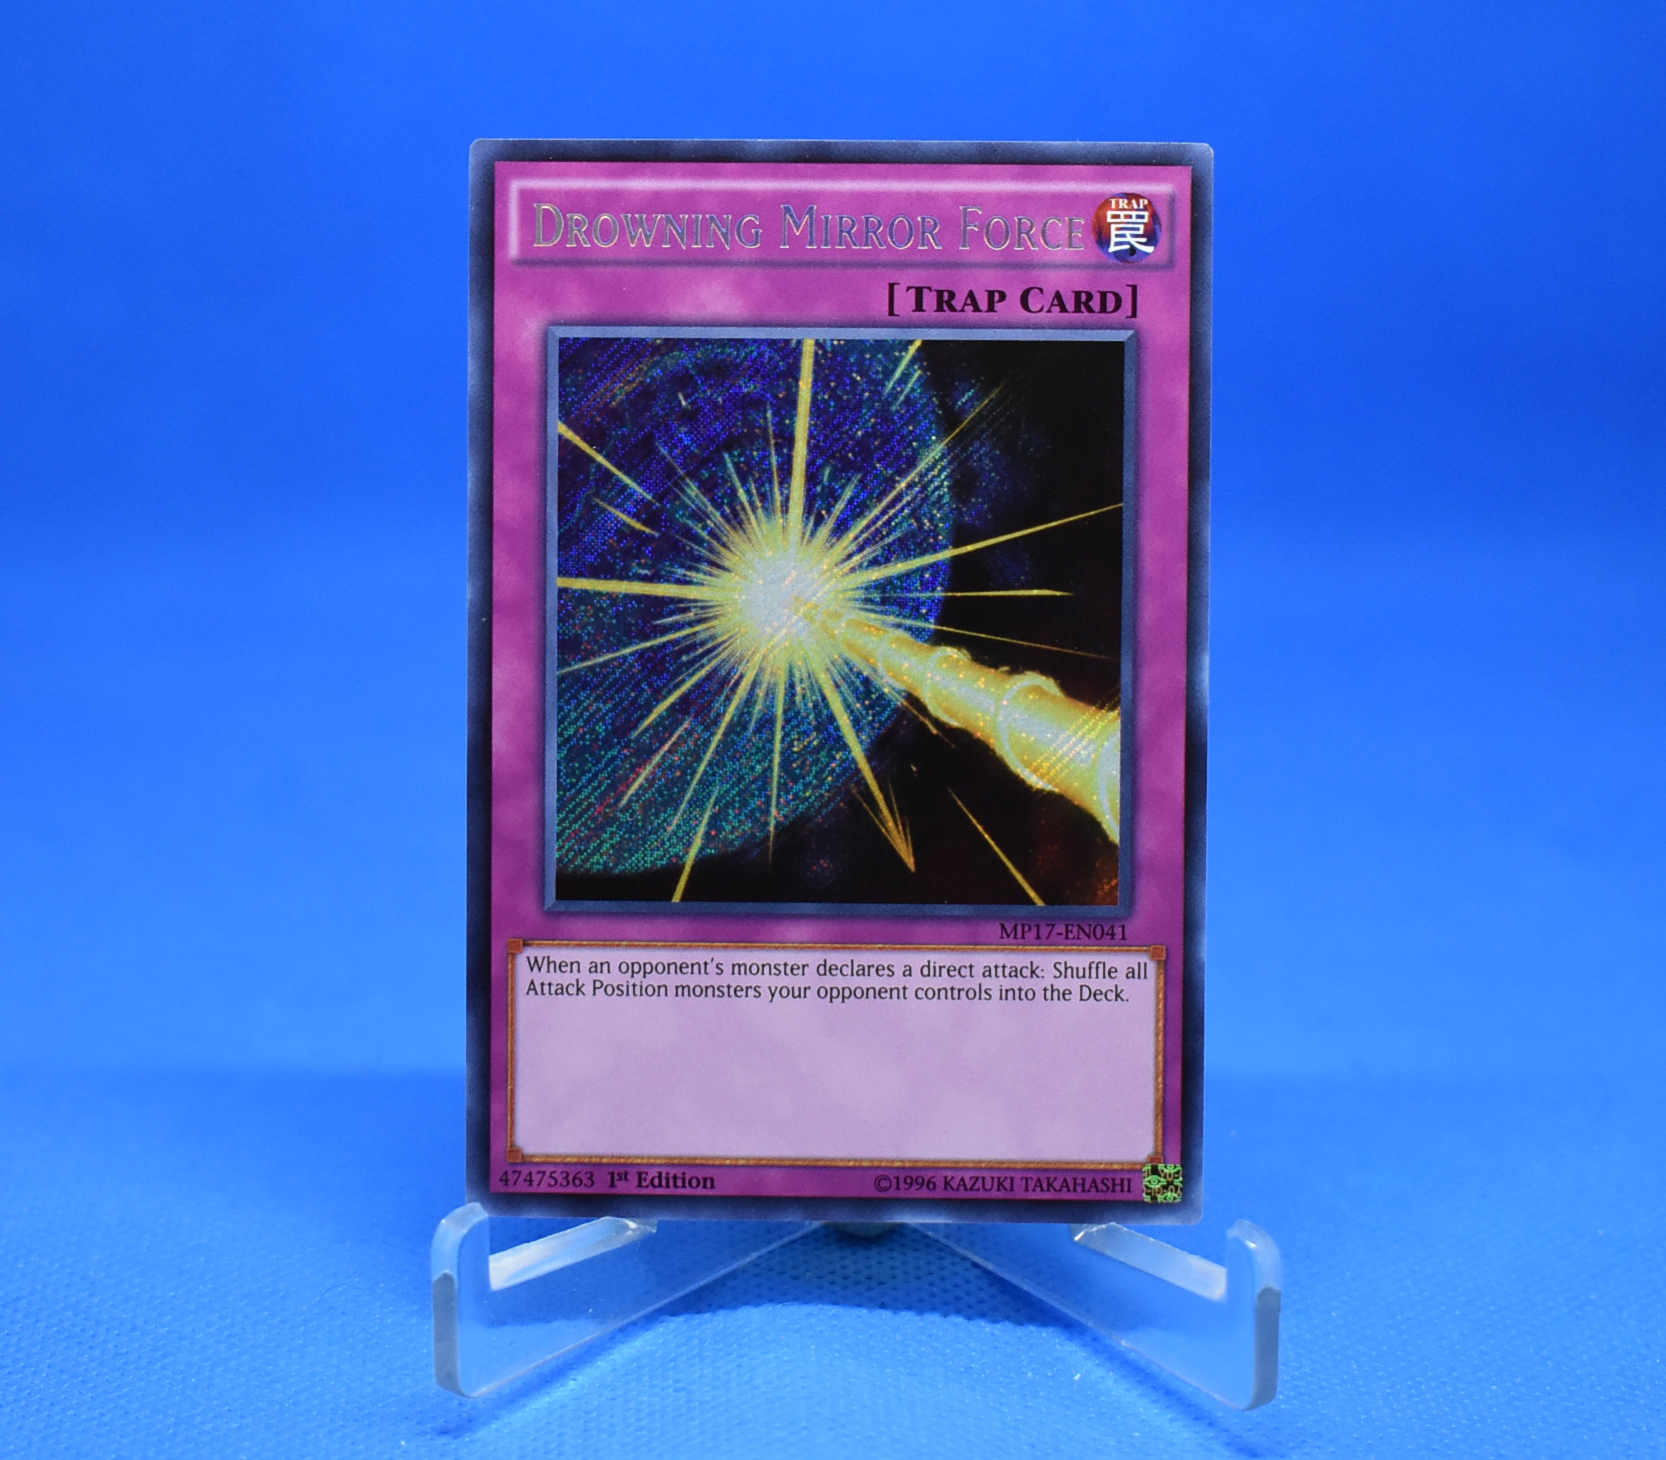 DROWNING MIRROR FORCE
TRAP
罠
[TRAP CARD]
MP17-EN041
When an opponent's monster declares a direct attack: Shuffle all
Attack Position monsters your opponent controls into the Deck.
47475363 1st Edition ©1996 KAZUKI TAKAHASHI